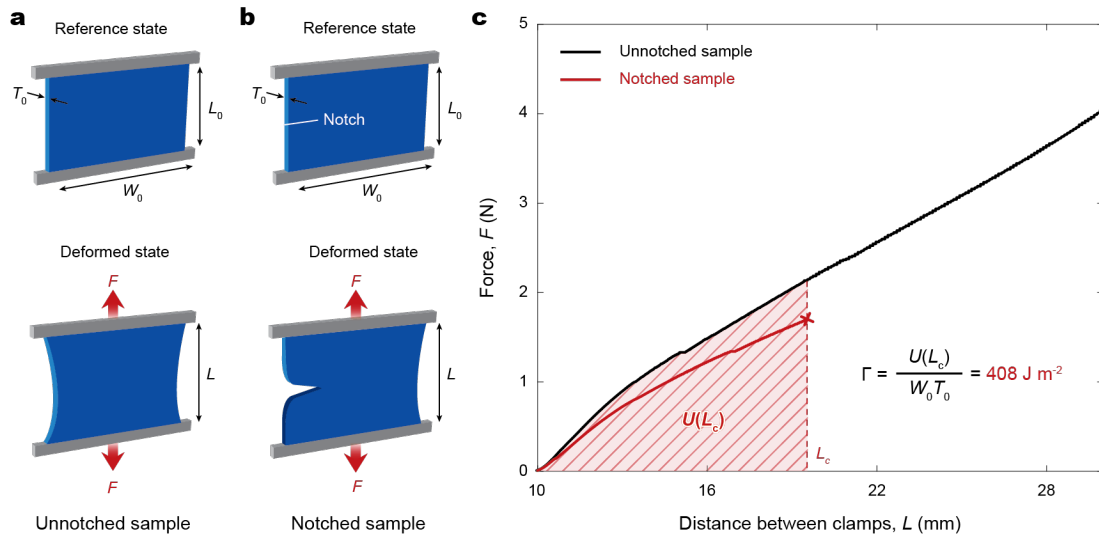 a
Reference state
T0
L0
W0
Deformed state
F
L
F
Unnotched sample
b
Reference state
T0
Notch
L0
W0
Deformed state
F
L
F
Notched sample
c
5
4
3
2
1
0
Force, F (N)
Unnotched sample
Notched sample
U(Lc)
Lc
Γ = U(Lc) / W0T0 = 408 J m-2
10
16
22
28
Distance between clamps, L (mm)